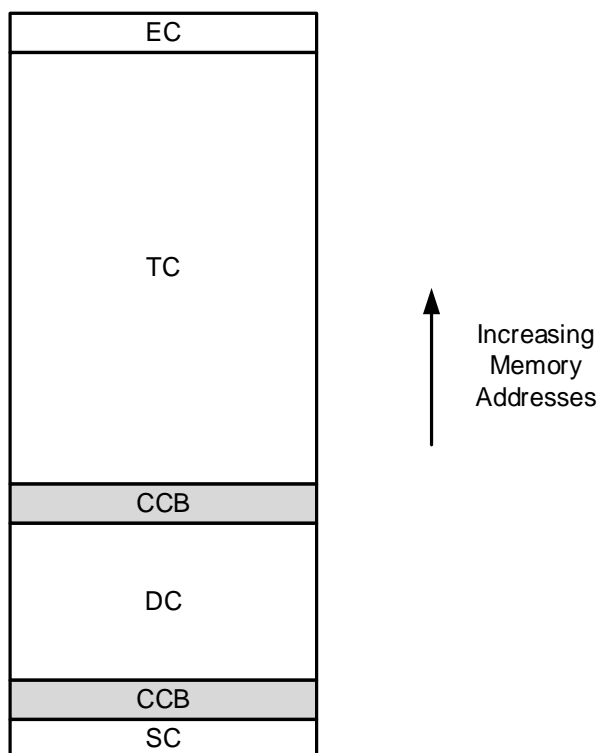 EC
TC
Increasing
Memory
Addresses
CCB
DC
CCB
SC